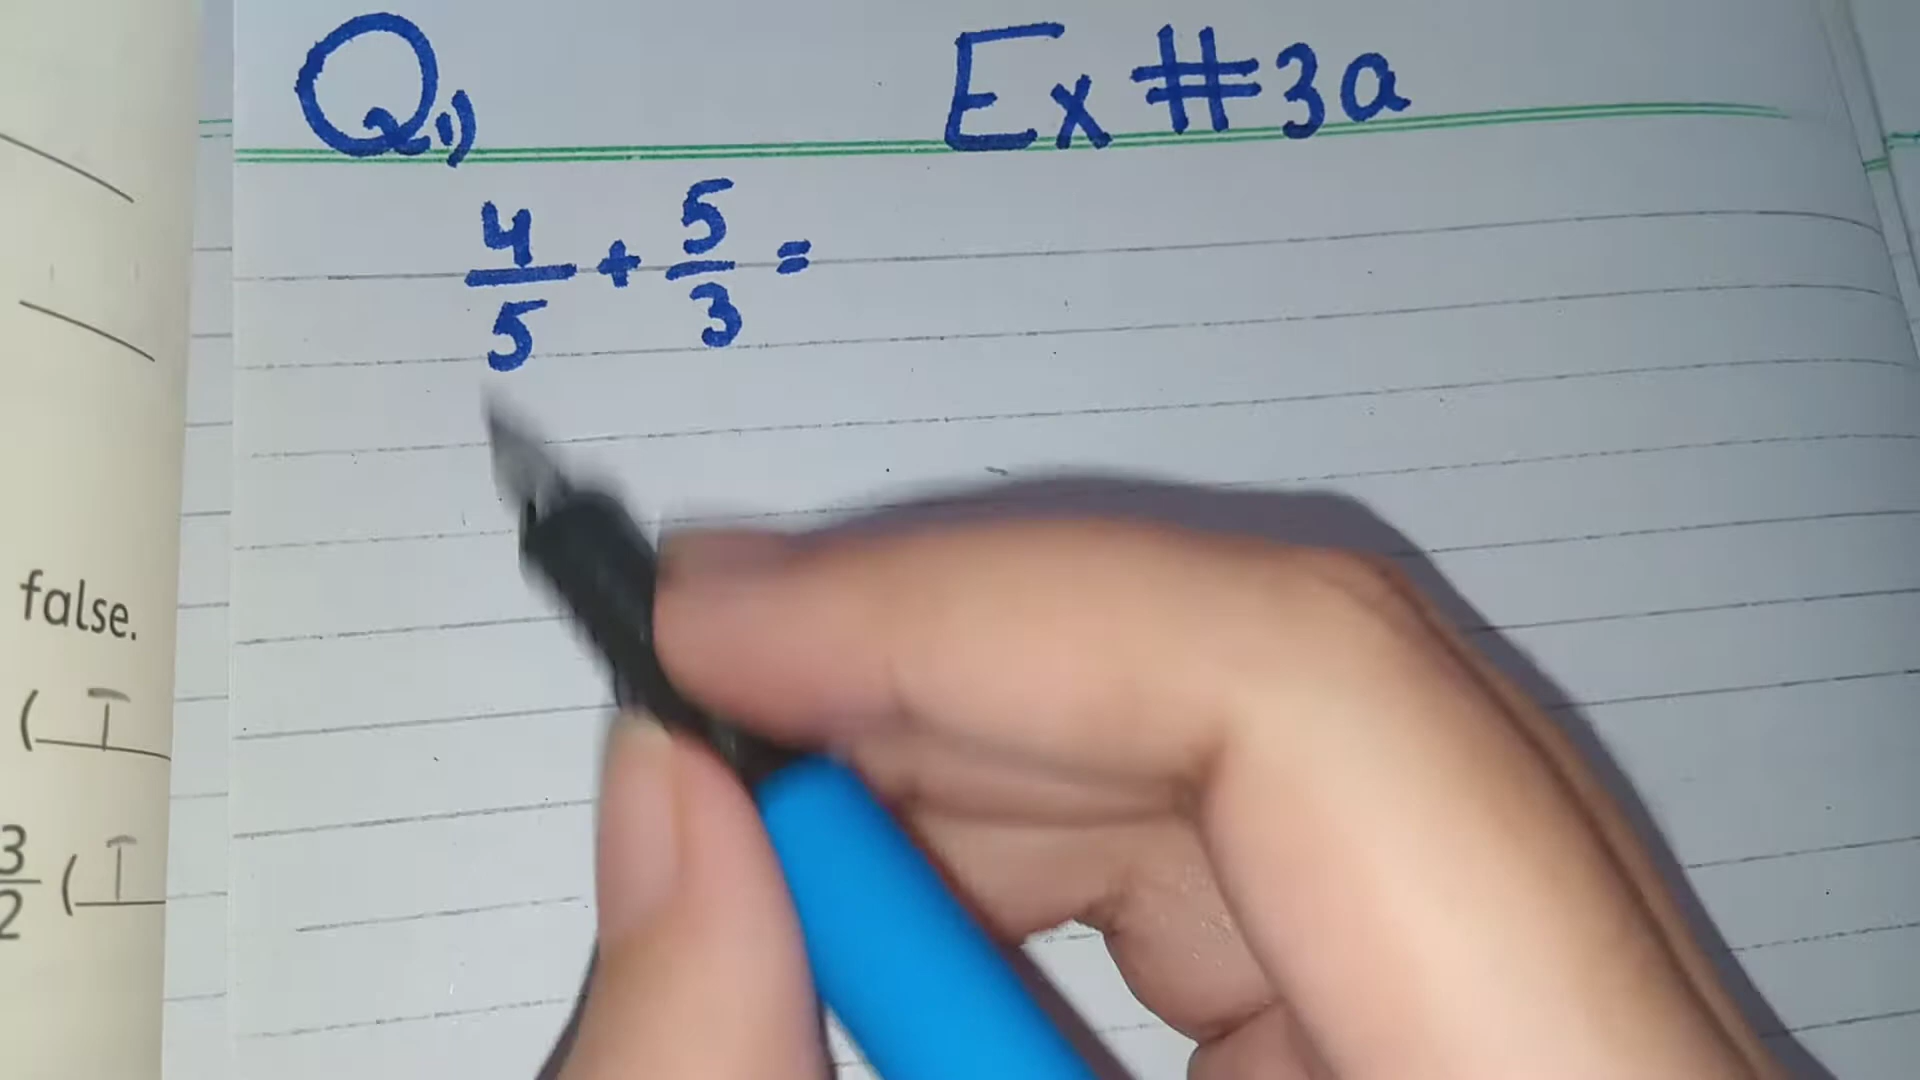 Q1) Ex #3a
4/5 + 5/3 =
false.
( T
3/2 ( T